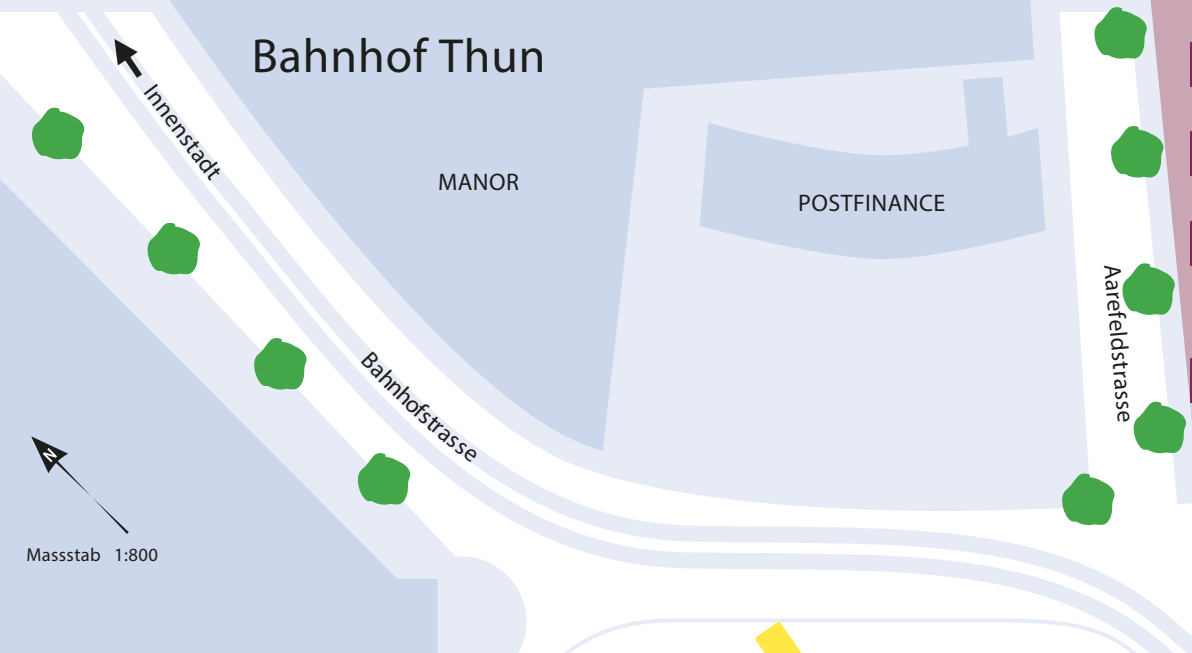 Bahnhof Thun
Innenstadt
MANOR
POSTFINANCE
Aarefeldstrasse
Bahnhofstrasse
N
Massstab 1:800